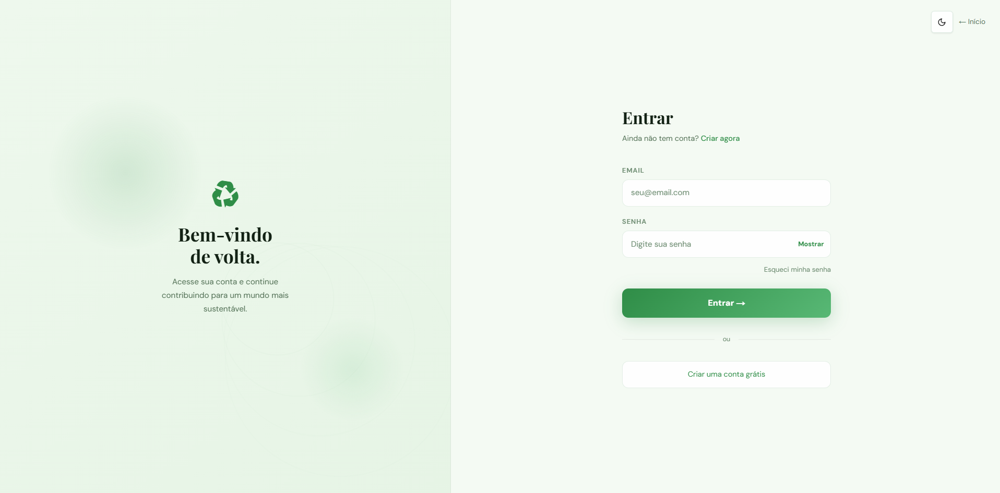 ← Início
Bem-vindo
de volta.
Acesse sua conta e continue
contribuindo para um mundo mais
sustentável.
Entrar
Ainda não tem conta? Criar agora
EMAIL
seu@email.com
SENHA
Digite sua senha
Mostrar
Esqueci minha senha
Entrar →
ou
Criar uma conta grátis